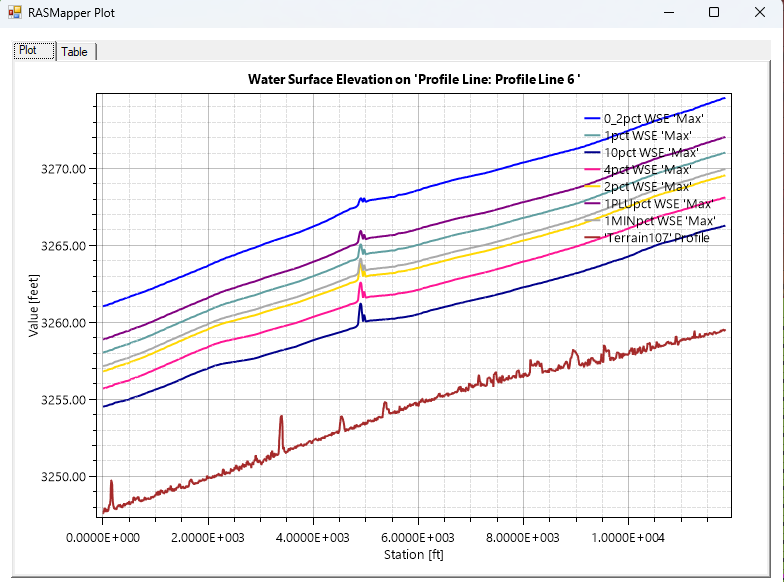 RASMapper Plot
Plot
Table
Water Surface Elevation on 'Profile Line: Profile Line 6 '
0_2pct WSE 'Max'
1pct WSE 'Max'
10pct WSE 'Max'
4pct WSE 'Max'
2pct WSE 'Max'
1PLUpct WSE 'Max'
1MINpct WSE 'Max'
'Terrain107' Profile
3270.00
3265.00
3260.00
3255.00
3250.00
Value [feet]
0.0000E+000
2.0000E+003
4.0000E+003
6.0000E+003
8.0000E+003
1.0000E+004
Station [ft]